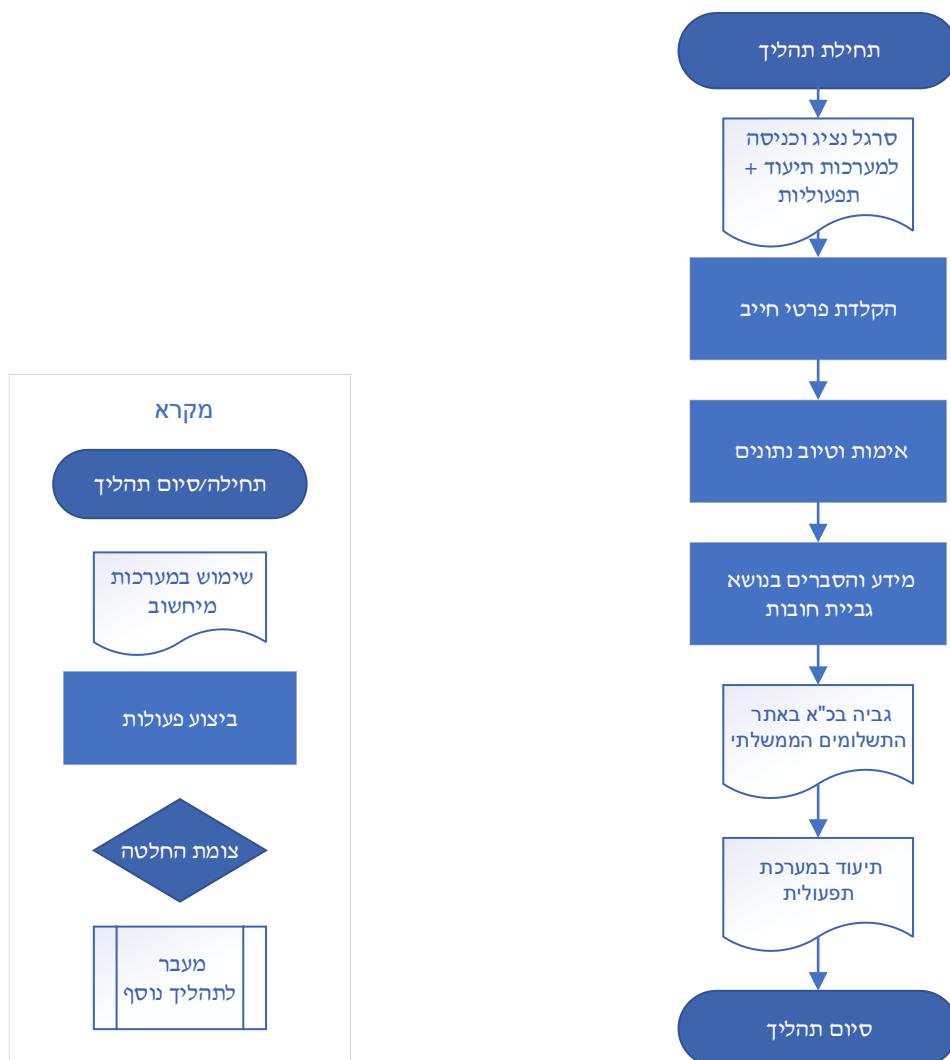 תחילת תהליך
סרגל נציג וכניסה
למערכות תיעוד +
תפעוליות
הקלדת פרטי חייב
אימות וטיוב נתונים
מידע והסברים בנושא
גביית חובות
גביה בכ"א באתר
התשלומים הממשלתי
תיעוד במערכת
תפעולית
סיום תהליך
מקרא
תחילה/סיום תהליך
שימוש במערכות
מיחשוב
ביצוע פעולות
צומת החלטה
מעבר
לתהליך נוסף